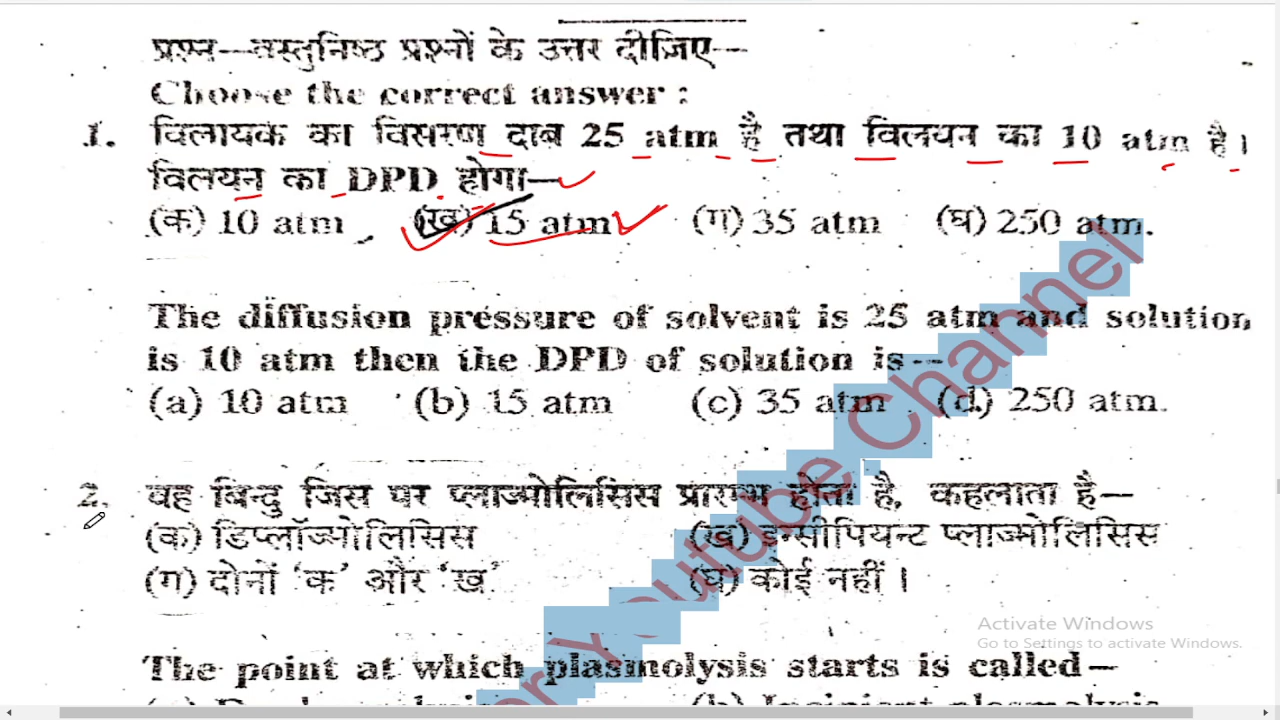 प्रश्न—वस्तुनिष्ठ प्रश्नों के उत्तर दीजिए—
Choose the correct answer :
1. विलायक का विसरण दाब 25 atm है तथा विलयन का 10 atm है।
विलयन का DPD होगा—
(क) 10 atm (ख) 15 atm (ग) 35 atm (घ) 250 atm.
The diffusion pressure of solvent is 25 atm and solution
is 10 atm then the DPD of solution is—
(a) 10 atm (b) 15 atm (c) 35 atm (d) 250 atm.
2. वह बिन्दु जिस पर प्लाज्मोलिसिस प्रारम्भ होता है, कहलाता है—
(क) डिप्लॉज्मोलिसिस (ख) इन्सीपियन्ट प्लाज्मोलिसिस
(ग) दोनों ‘क’ और ‘ख’ (घ) कोई नहीं।
The point at which plasmolysis starts is called—
(b) Incipient plasmolysis
Youtube Channel
Activate Windows
Go to Settings to activate Windows.